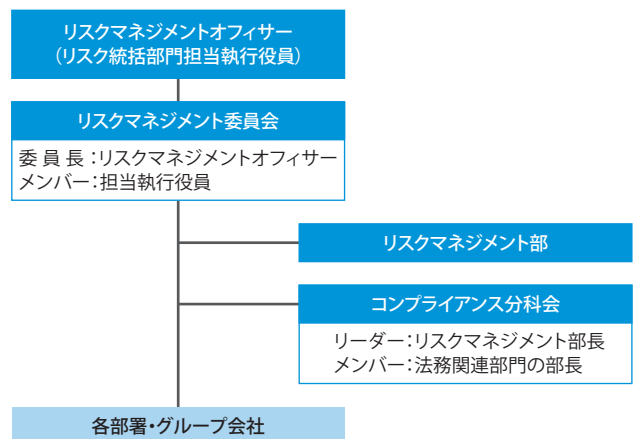 リスクマネジメントオフィサー
（リスク統括部門担当執行役員）
リスクマネジメント委員会
委 員 長 ：リスクマネジメントオフィサー
メンバー：担当執行役員
リスクマネジメント部
コンプライアンス分科会
リーダー：リスクマネジメント部長
メンバー：法務関連部門の部長
各部署・グループ会社